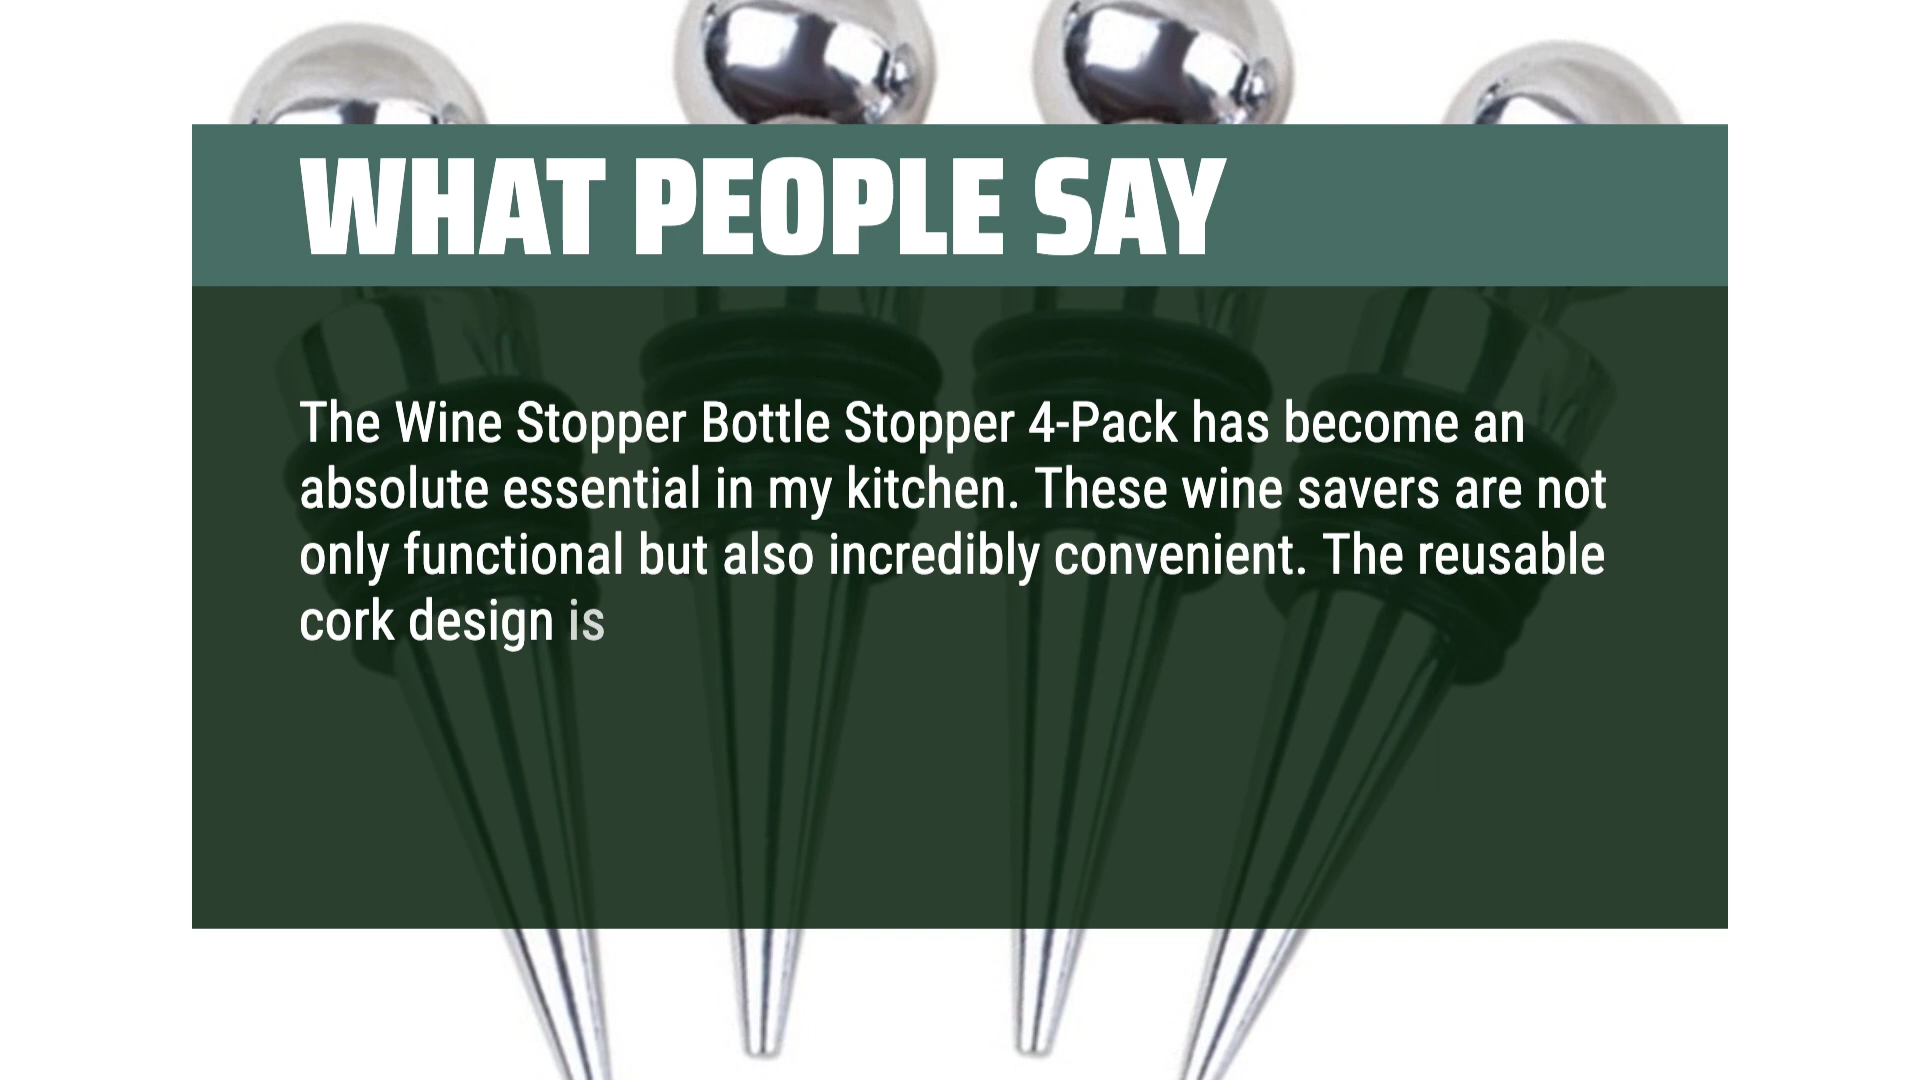 WHAT PEOPLE SAY
The Wine Stopper Bottle Stopper 4-Pack has become an
absolute essential in my kitchen. These wine savers are not
only functional but also incredibly convenient. The reusable
cork design is